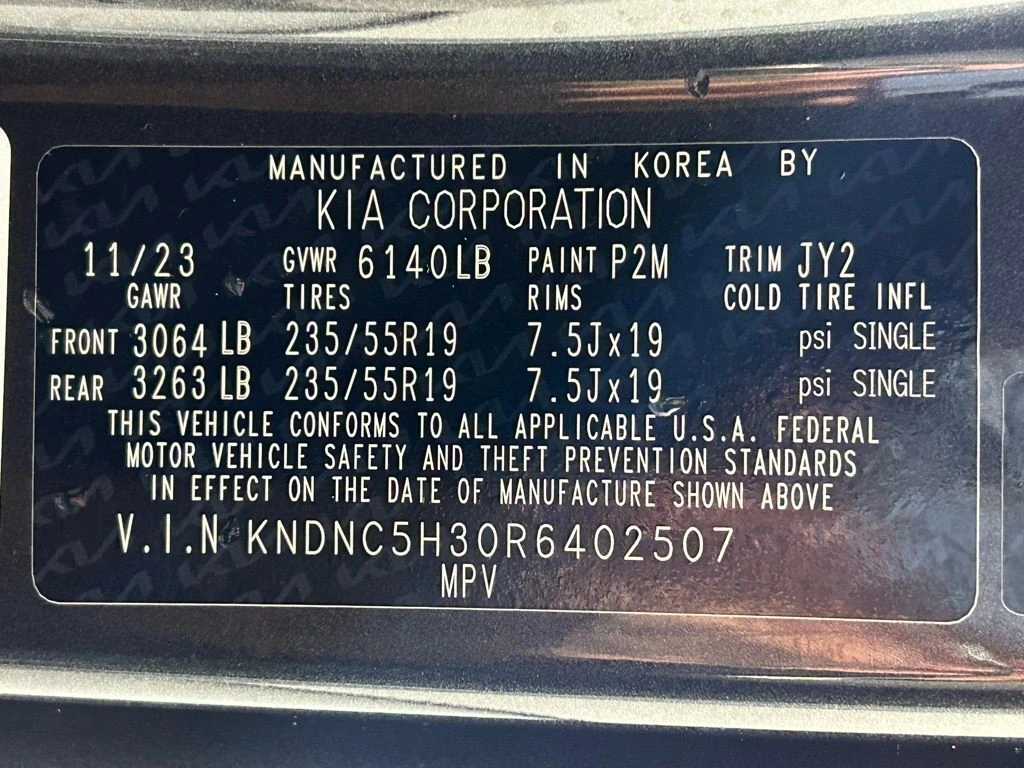 MANUFACTURED IN KOREA BY
KIA CORPORATION
11/23 GVWR 6140LB PAINT P2M TRIM JY2
GAWR TIRES RIMS COLD TIRE INFL
FRONT 3064 LB 235/55R19 7.5Jx19 psi SINGLE
REAR 3263 LB 235/55R19 7.5Jx19 psi SINGLE
THIS VEHICLE CONFORMS TO ALL APPLICABLE U.S.A. FEDERAL
MOTOR VEHICLE SAFETY AND THEFT PREVENTION STANDARDS
IN EFFECT ON THE DATE OF MANUFACTURE SHOWN ABOVE
V.I.N KNDNC5H30R6402507
MPV